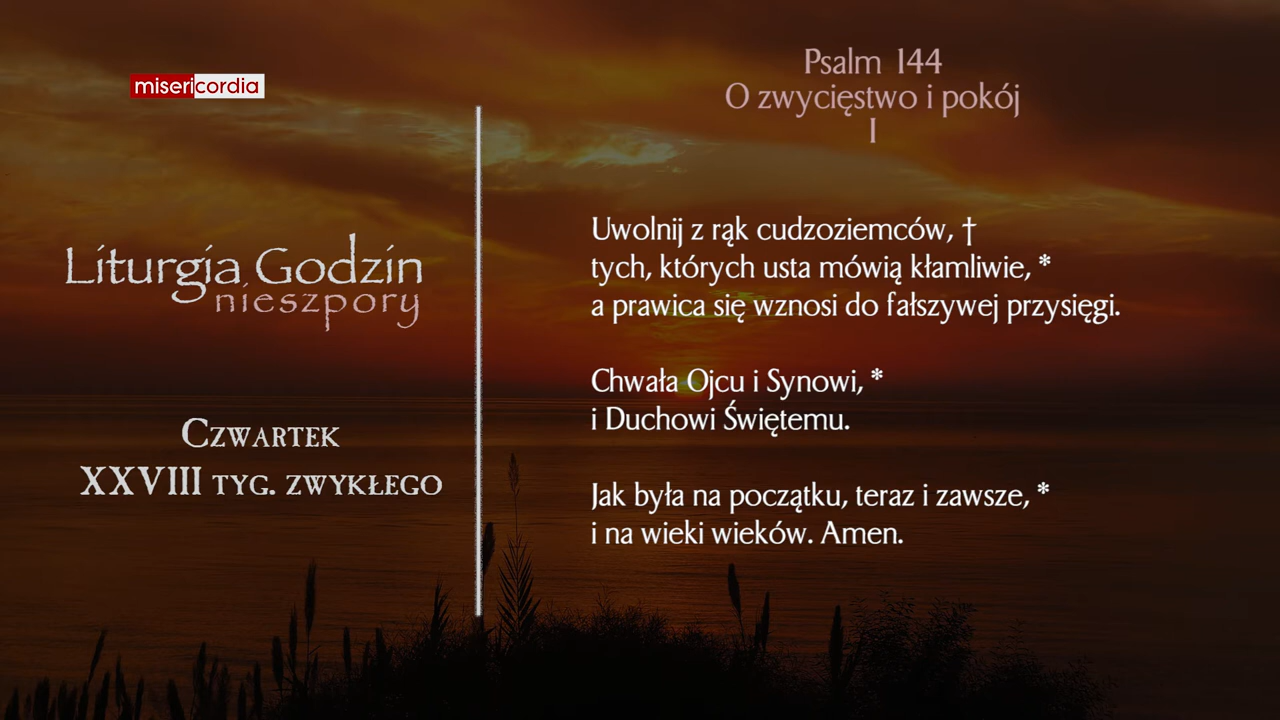 misericordia
Liturgia Godzin
nieszpory
Czwartek
XXVIII tyg. zwykłego
Psalm 144
O zwycięstwo i pokój
I
Uwolnij z rąk cudzoziemców, †
tych, których usta mówią kłamliwie, *
a prawica się wznosi do fałszywej przysięgi.
Chwała Ojcu i Synowi, *
i Duchowi Świętemu.
Jak była na początku, teraz i zawsze, *
i na wieki wieków. Amen.